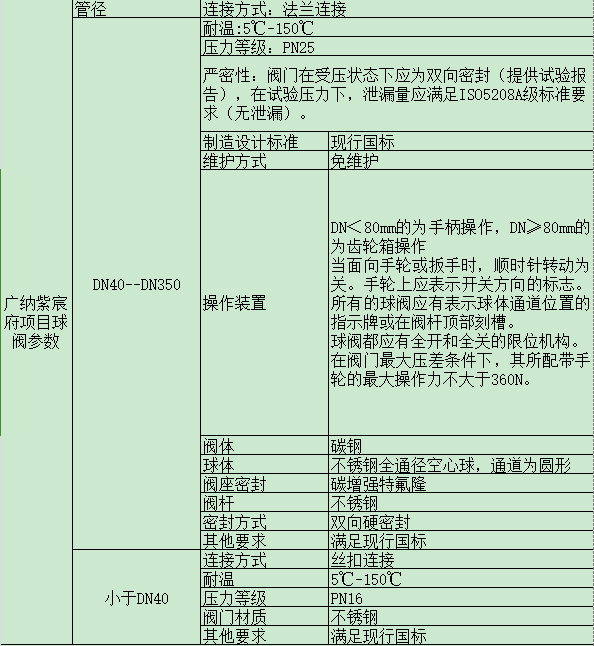 管径
连接方式：法兰连接
耐温:5℃-150℃
压力等级：PN25
严密性：阀门在受压状态下应为双向密封（提供试验报
告），在试验压力下，泄漏量应满足ISO5208A级标准要
求（无泄漏）。
制造设计标准
现行国标
维护方式
免维护
广纳紫宸
府项目球
阀参数
DN40--DN350
操作装置
DN＜80mm的为手柄操作，DN≥80mm的
为齿轮箱操作
当面向手轮或扳手时，顺时针转动为
关。手轮上应表示开关方向的标志。
所有的球阀应有表示球体通道位置的
指示牌或在阀杆顶部刻槽。
球阀都应有全开和全关的限位机构。
在阀门最大压差条件下，其所配带手
轮的最大操作力不大于360N。
阀体
碳钢
球体
不锈钢全通径空心球，通道为圆形
阀座密封
碳增强特氟隆
阀杆
不锈钢
密封方式
双向硬密封
其他要求
满足现行国标
小于DN40
连接方式
丝扣连接
耐温
5℃-150℃
压力等级
PN16
阀门材质
不锈钢
其他要求
满足现行国标